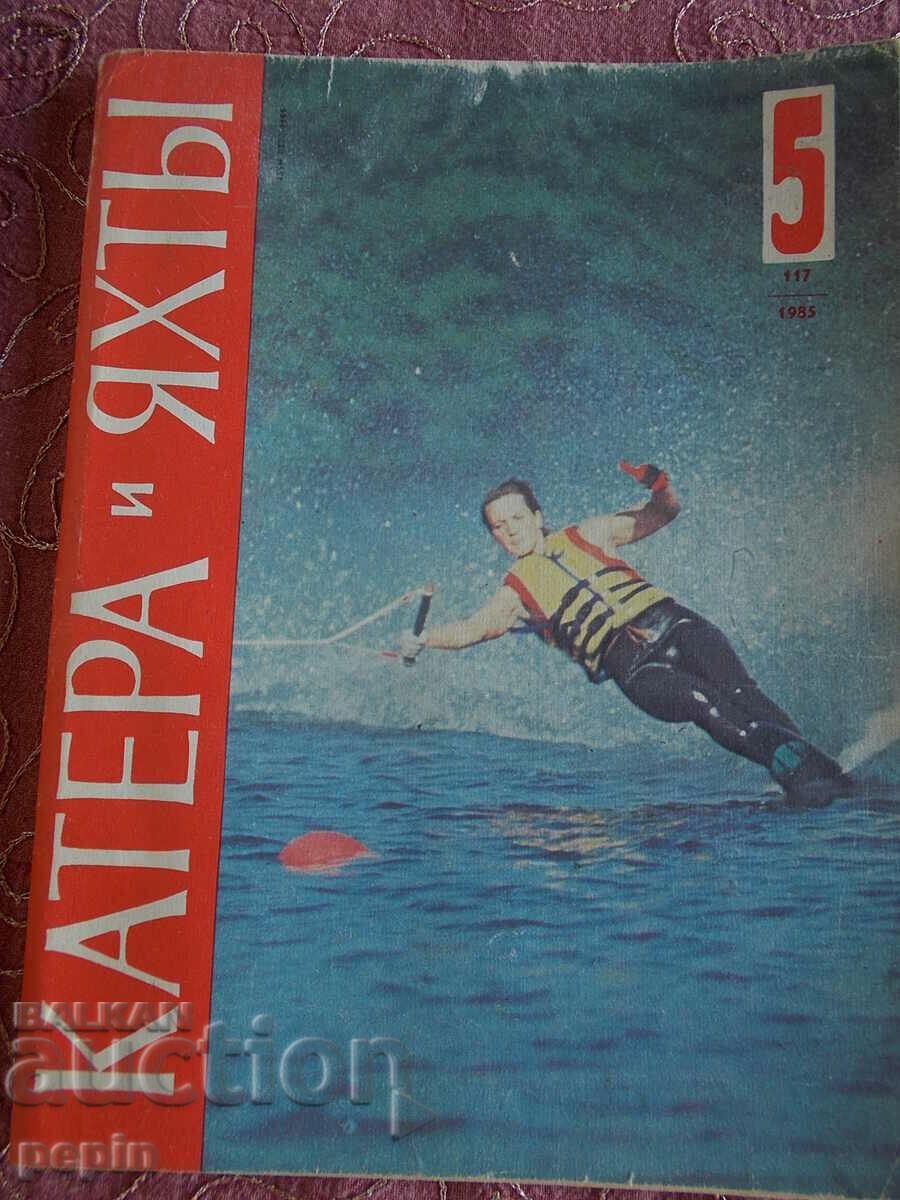 КАТЕРА и ЯХТЫ
5
117
1985
BALKAN
auction
pepin